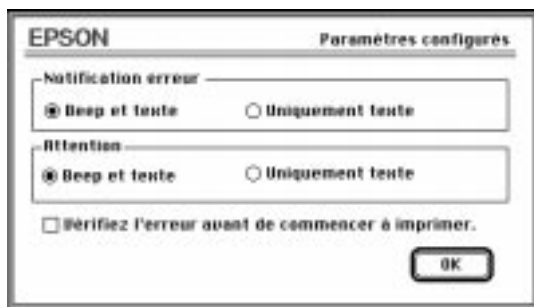 EPSON
Paramètres configurés
Notification erreur
Beep et texte
Uniquement texte
Attention
Beep et texte
Uniquement texte
Vérifiez l'erreur avant de commencer à imprimer.
OK